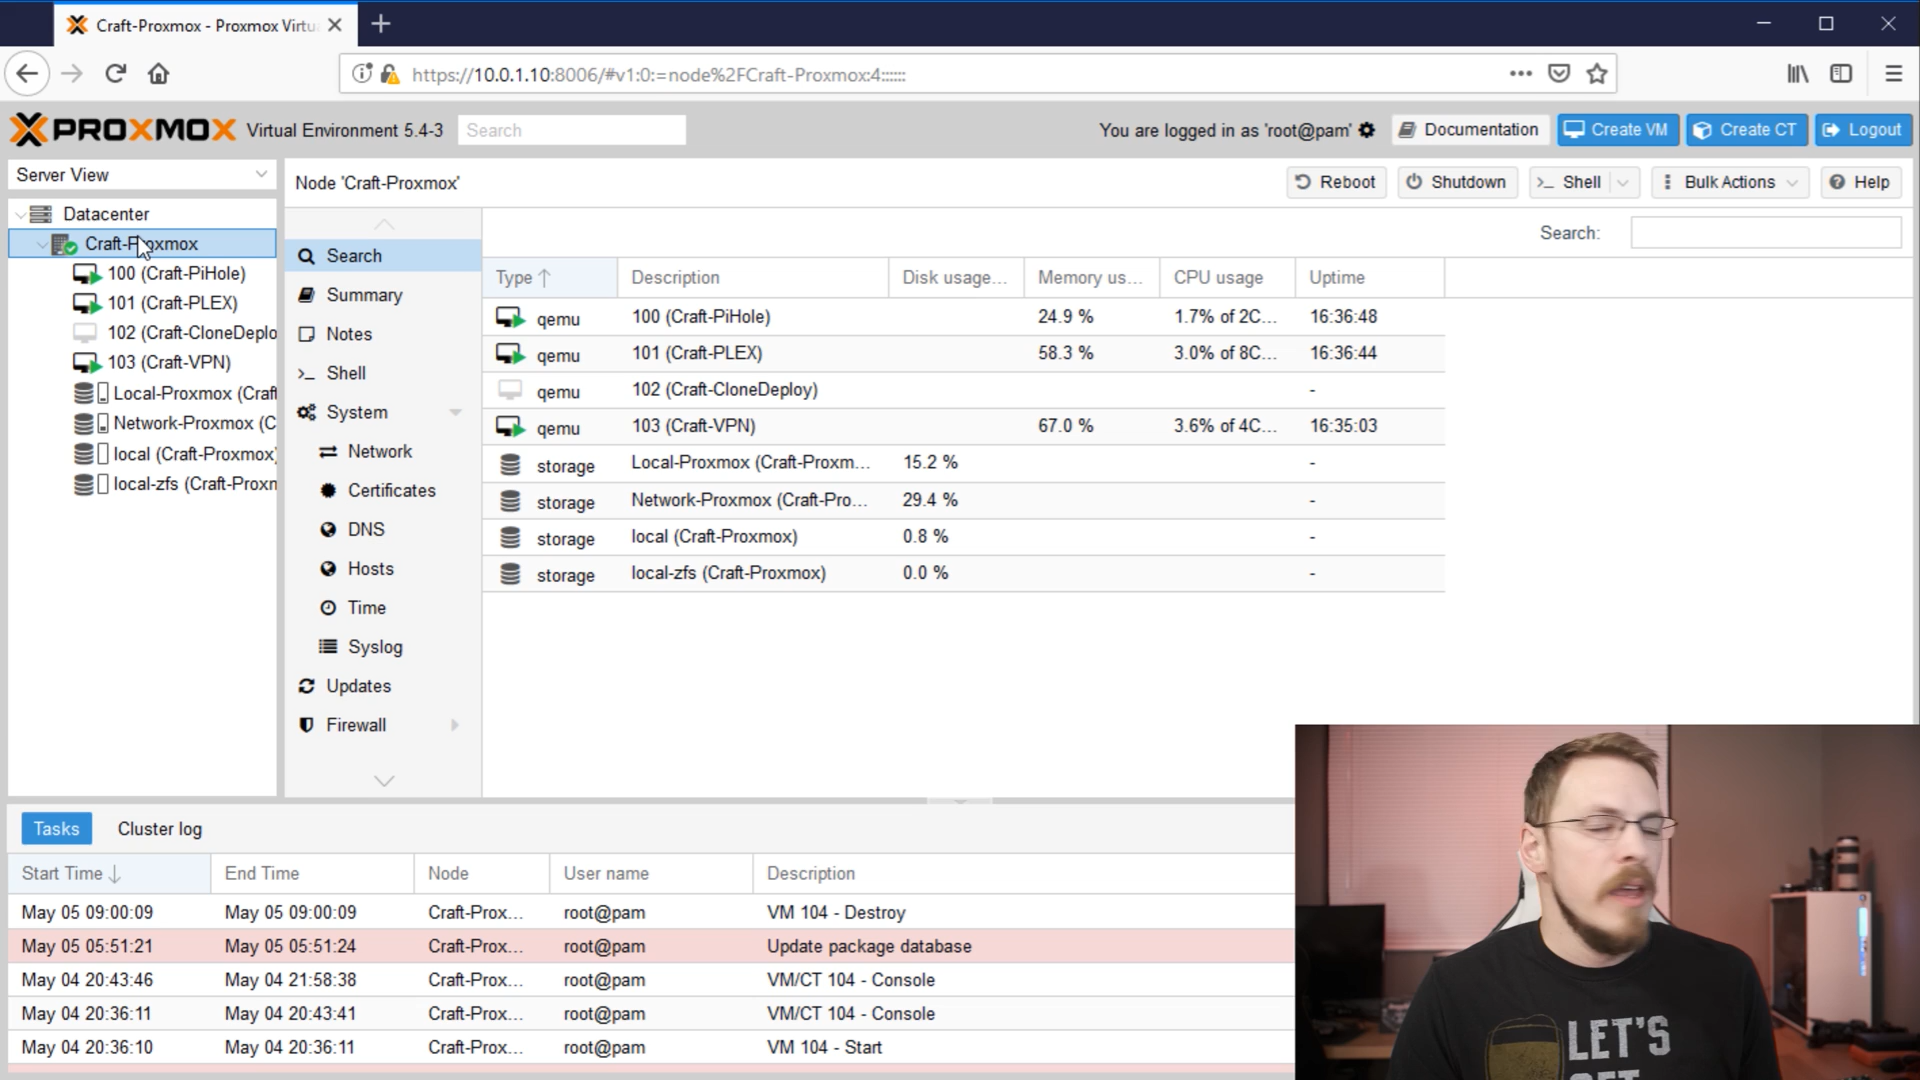 Craft-Proxmox - Proxmox Virtu
https://10.0.1.10:8006/#v1:0:=node%2FCraft-Proxmox:4::::::
PROXMOX Virtual Environment 5.4-3 Search You are logged in as 'root@pam' Documentation Create VM Create CT Logout
Server View
Node 'Craft-Proxmox' Reboot Shutdown Shell Bulk Actions Help
Datacenter
Craft-Proxmox
100 (Craft-PiHole)
101 (Craft-PLEX)
102 (Craft-CloneDeplo
103 (Craft-VPN)
Local-Proxmox (Craf
Network-Proxmox (C
local (Craft-Proxmox)
local-zfs (Craft-Proxn
Search
Summary
Notes
Shell
System
Network
Certificates
DNS
Hosts
Time
Syslog
Updates
Firewall
Search:
Type Description Disk usage... Memory us... CPU usage Uptime
qemu 100 (Craft-PiHole) 24.9 % 1.7% of 2C... 16:36:48
qemu 101 (Craft-PLEX) 58.3 % 3.0% of 8C... 16:36:44
qemu 102 (Craft-CloneDeploy) -
qemu 103 (Craft-VPN) 67.0 % 3.6% of 4C... 16:35:03
storage Local-Proxmox (Craft-Proxm... 15.2 % -
storage Network-Proxmox (Craft-Pro... 29.4 % -
storage local (Craft-Proxmox) 0.8 % -
storage local-zfs (Craft-Proxmox) 0.0 % -
Tasks Cluster log
Start Time End Time Node User name Description
May 05 09:00:09 May 05 09:00:09 Craft-Prox... root@pam VM 104 - Destroy
May 05 05:51:21 May 05 05:51:24 Craft-Prox... root@pam Update package database
May 04 20:43:46 May 04 21:58:38 Craft-Prox... root@pam VM/CT 104 - Console
May 04 20:36:11 May 04 20:43:41 Craft-Prox... root@pam VM/CT 104 - Console
May 04 20:36:10 May 04 20:36:11 Craft-Prox... root@pam VM 104 - Start
LET'S
GET